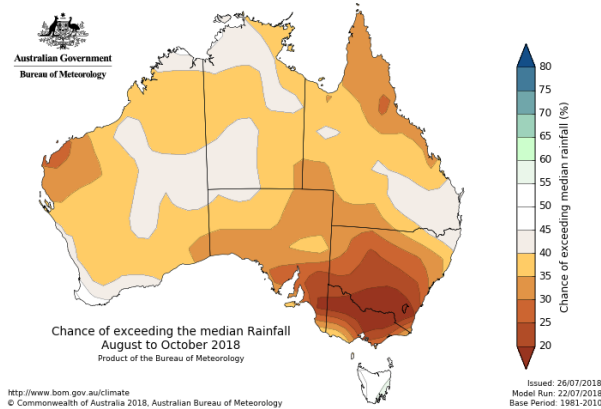 Australian Government
Bureau of Meteorology
80
75
70
65
60
55
50
45
40
35
30
25
20
Chance of exceeding median rainfall (%)
Chance of exceeding the median Rainfall
August to October 2018
Product of the Bureau of Meteorology
http://www.bom.gov.au/climate
© Commonwealth of Australia 2018, Australian Bureau of Meteorology
Issued: 26/07/2018
Model Run: 22/07/2018
Base Period: 1981-2010